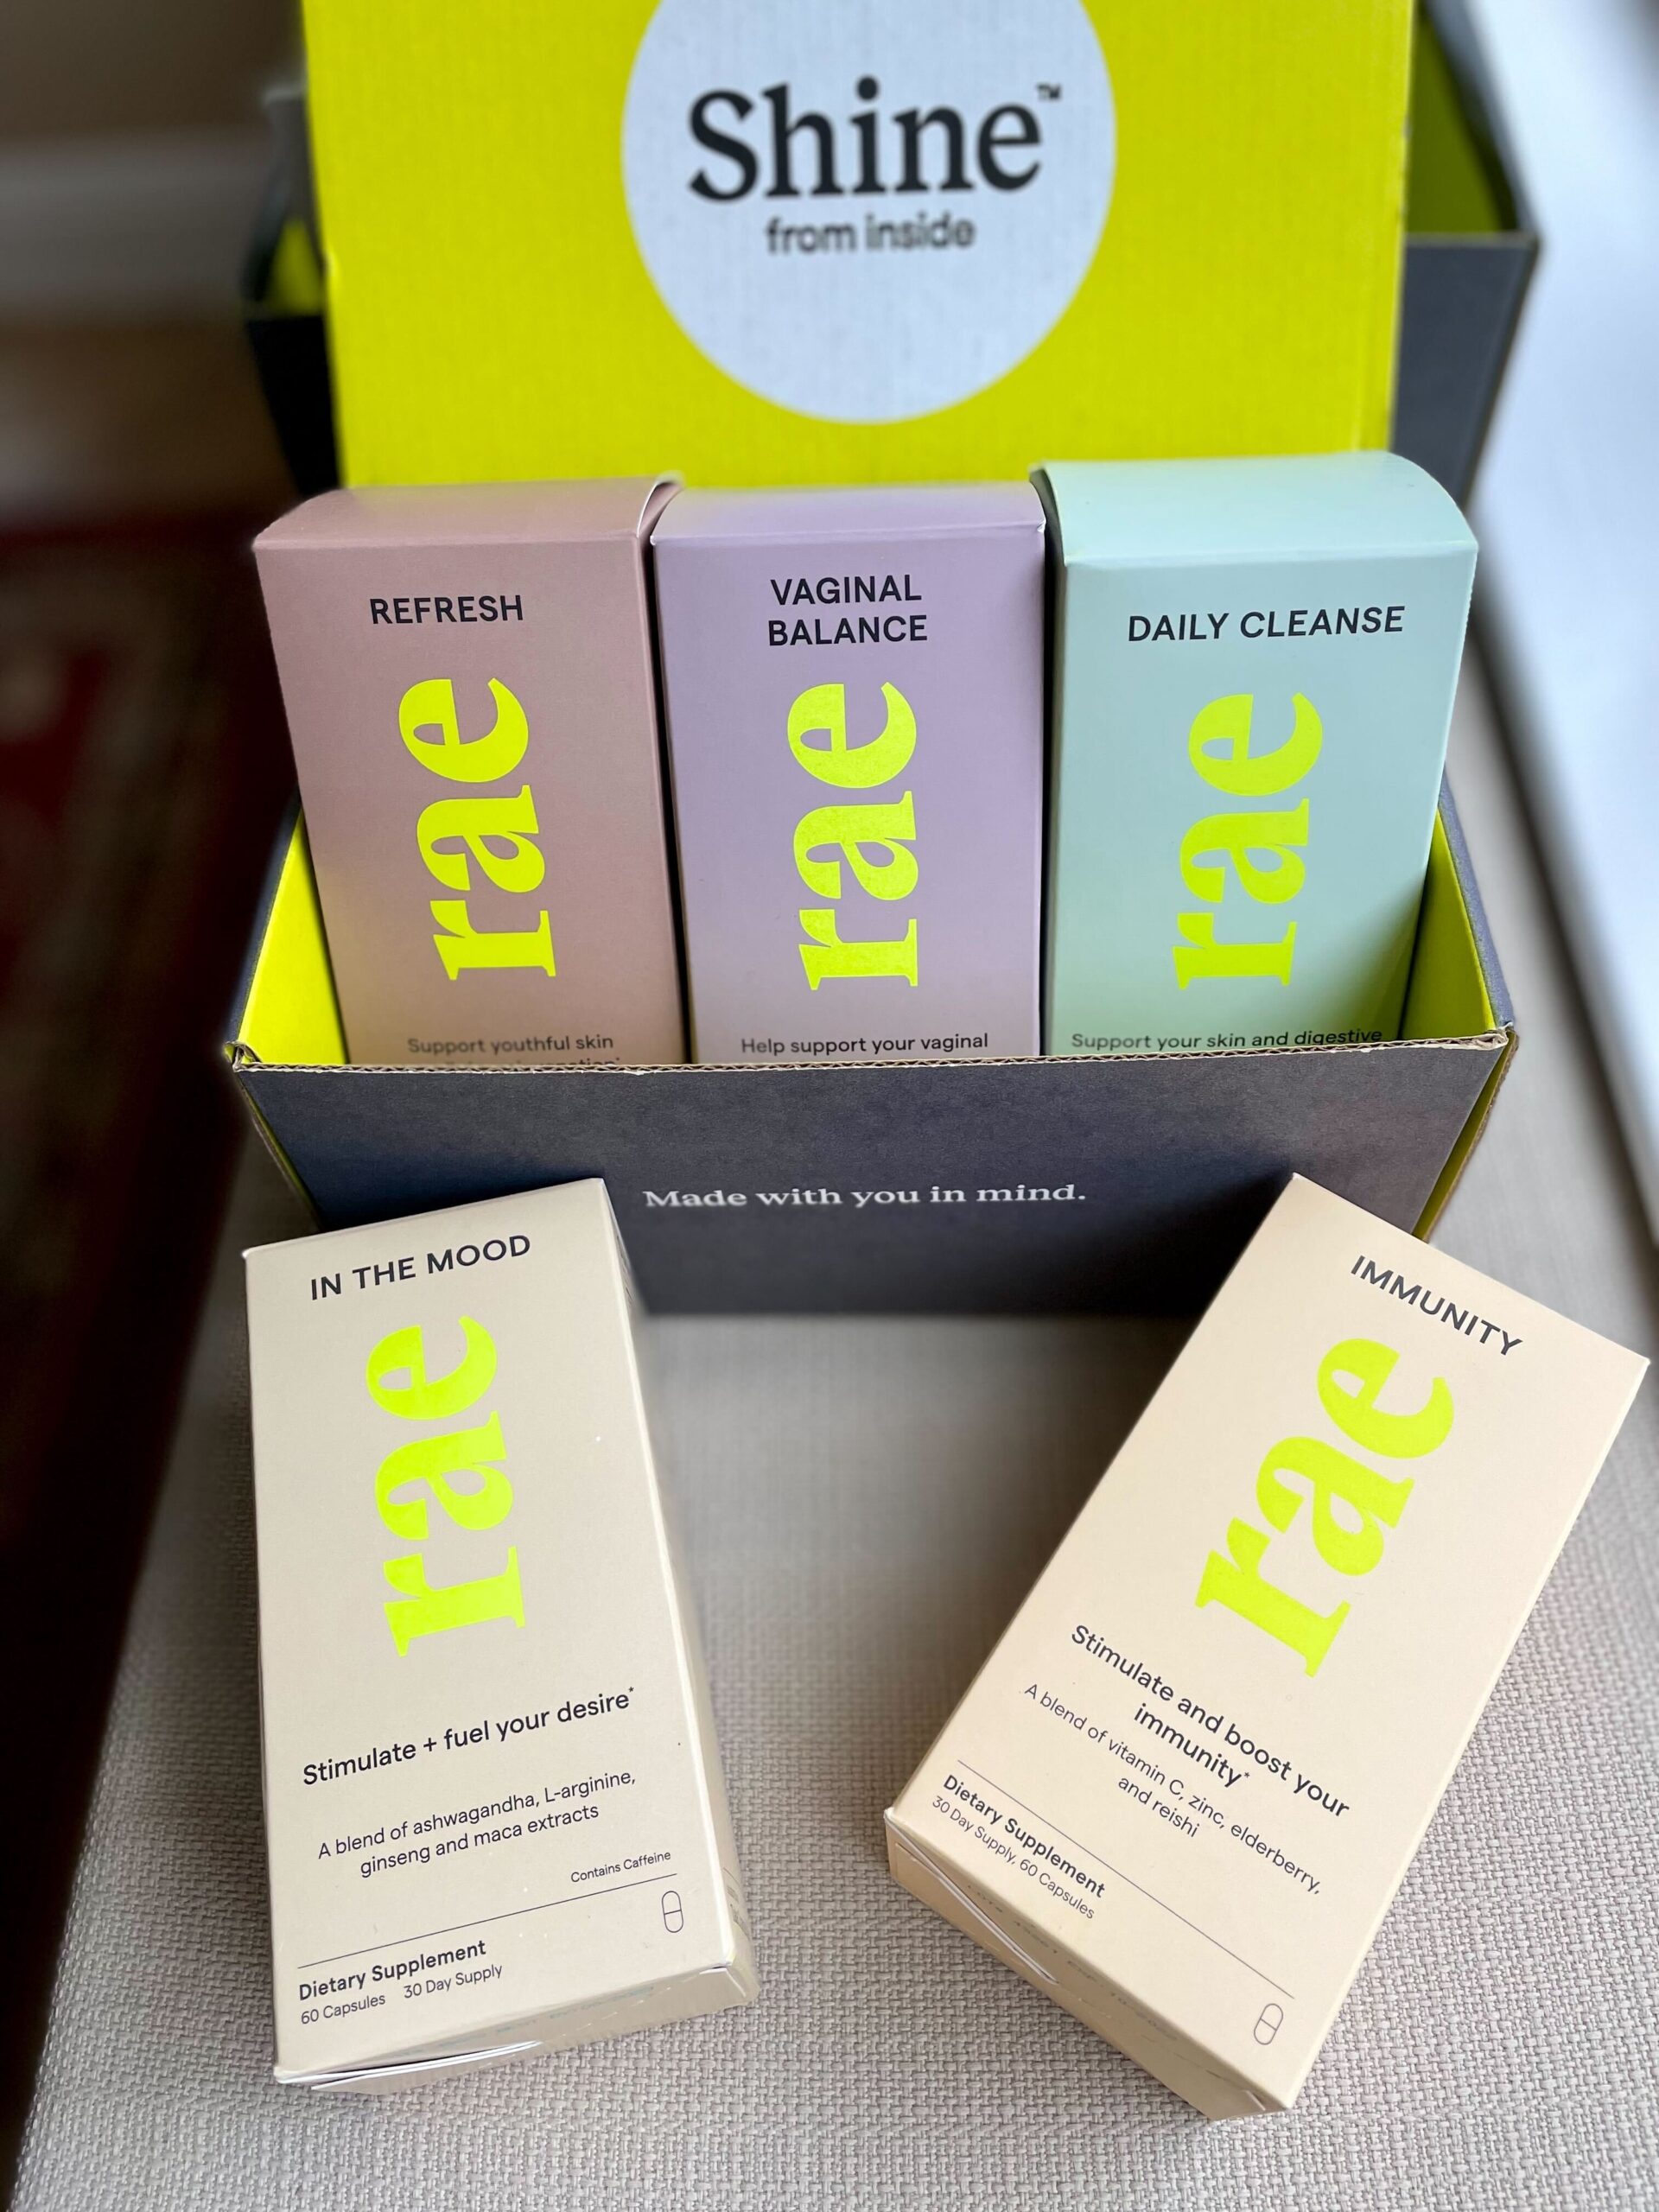 Shine™
from inside
REFRESH
rae
Support youthful skin
VAGINAL
BALANCE
rae
Help support your vaginal
DAILY CLEANSE
rae
Support your skin and digestive
Made with you in mind.
IN THE MOOD
rae
Stimulate + fuel your desire*
A blend of ashwagandha, L-arginine,
ginseng and maca extracts
Contains Caffeine
Dietary Supplement
60 Capsules 30 Day Supply
IMMUNITY
rae
Stimulate and boost your
immunity*
A blend of vitamin C, zinc, elderberry,
and reishi
Dietary Supplement
30 Day Supply, 60 Capsules